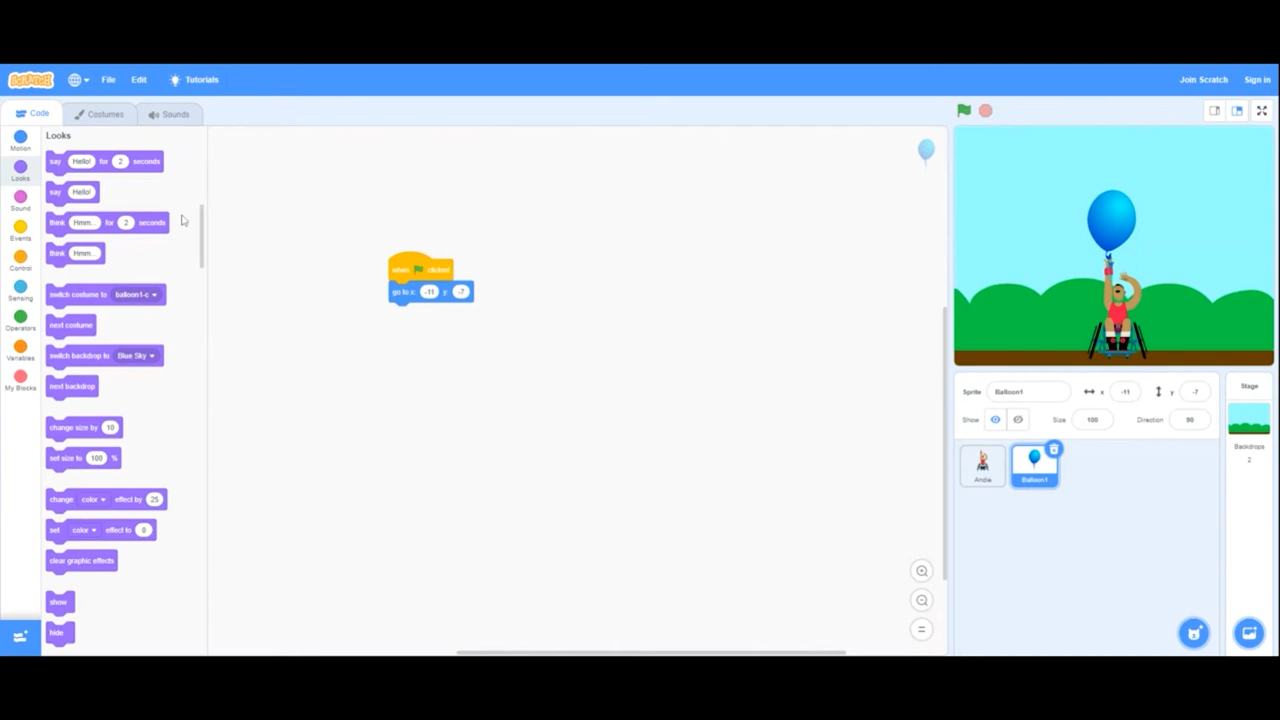 SCRATCH File Edit Tutorials Join Scratch Sign in
Code Costumes Sounds
Motion
Looks
Sound
Events
Control
Sensing
Operators
Variables
My Blocks
Looks
say Hello! for 2 seconds
say Hello!
think Hmm... for 2 seconds
think Hmm...
switch costume to balloon1-c
next costume
switch backdrop to Blue Sky
next backdrop
change size by 10
set size to 100 %
change color effect by 25
set color effect to 0
clear graphic effects
show
hide
when clicked
go to x: -11 y: -7
Sprite Balloon1 x -11 y -7
Show Size 100 Direction 90
Andie
Balloon1
Stage
Backdrops
2